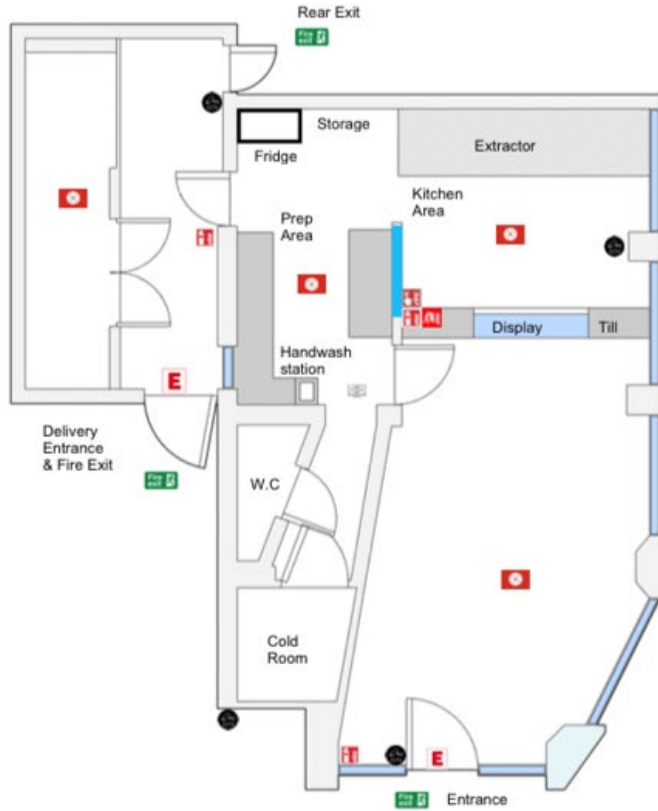 Rear Exit
Fire
exit
Storage
Fridge
Extractor
Kitchen
Area
Prep
Area
Display
Till
Handwash
station
E
Delivery
Entrance
& Fire Exit
Fire
exit
W.C
Cold
Room
E
Fire
exit
Entrance